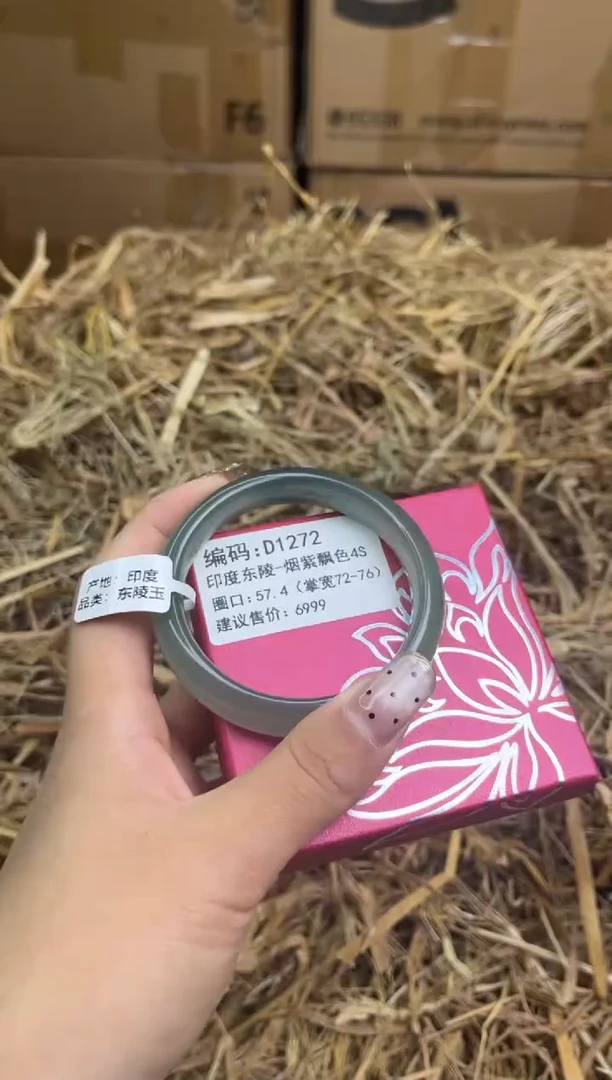 F6
编码:D1272
印度东陵-烟紫飘色4S
圈口:57.4（掌宽72-76）
建议售价: 6999
产地: 印度
品类: 东陵玉